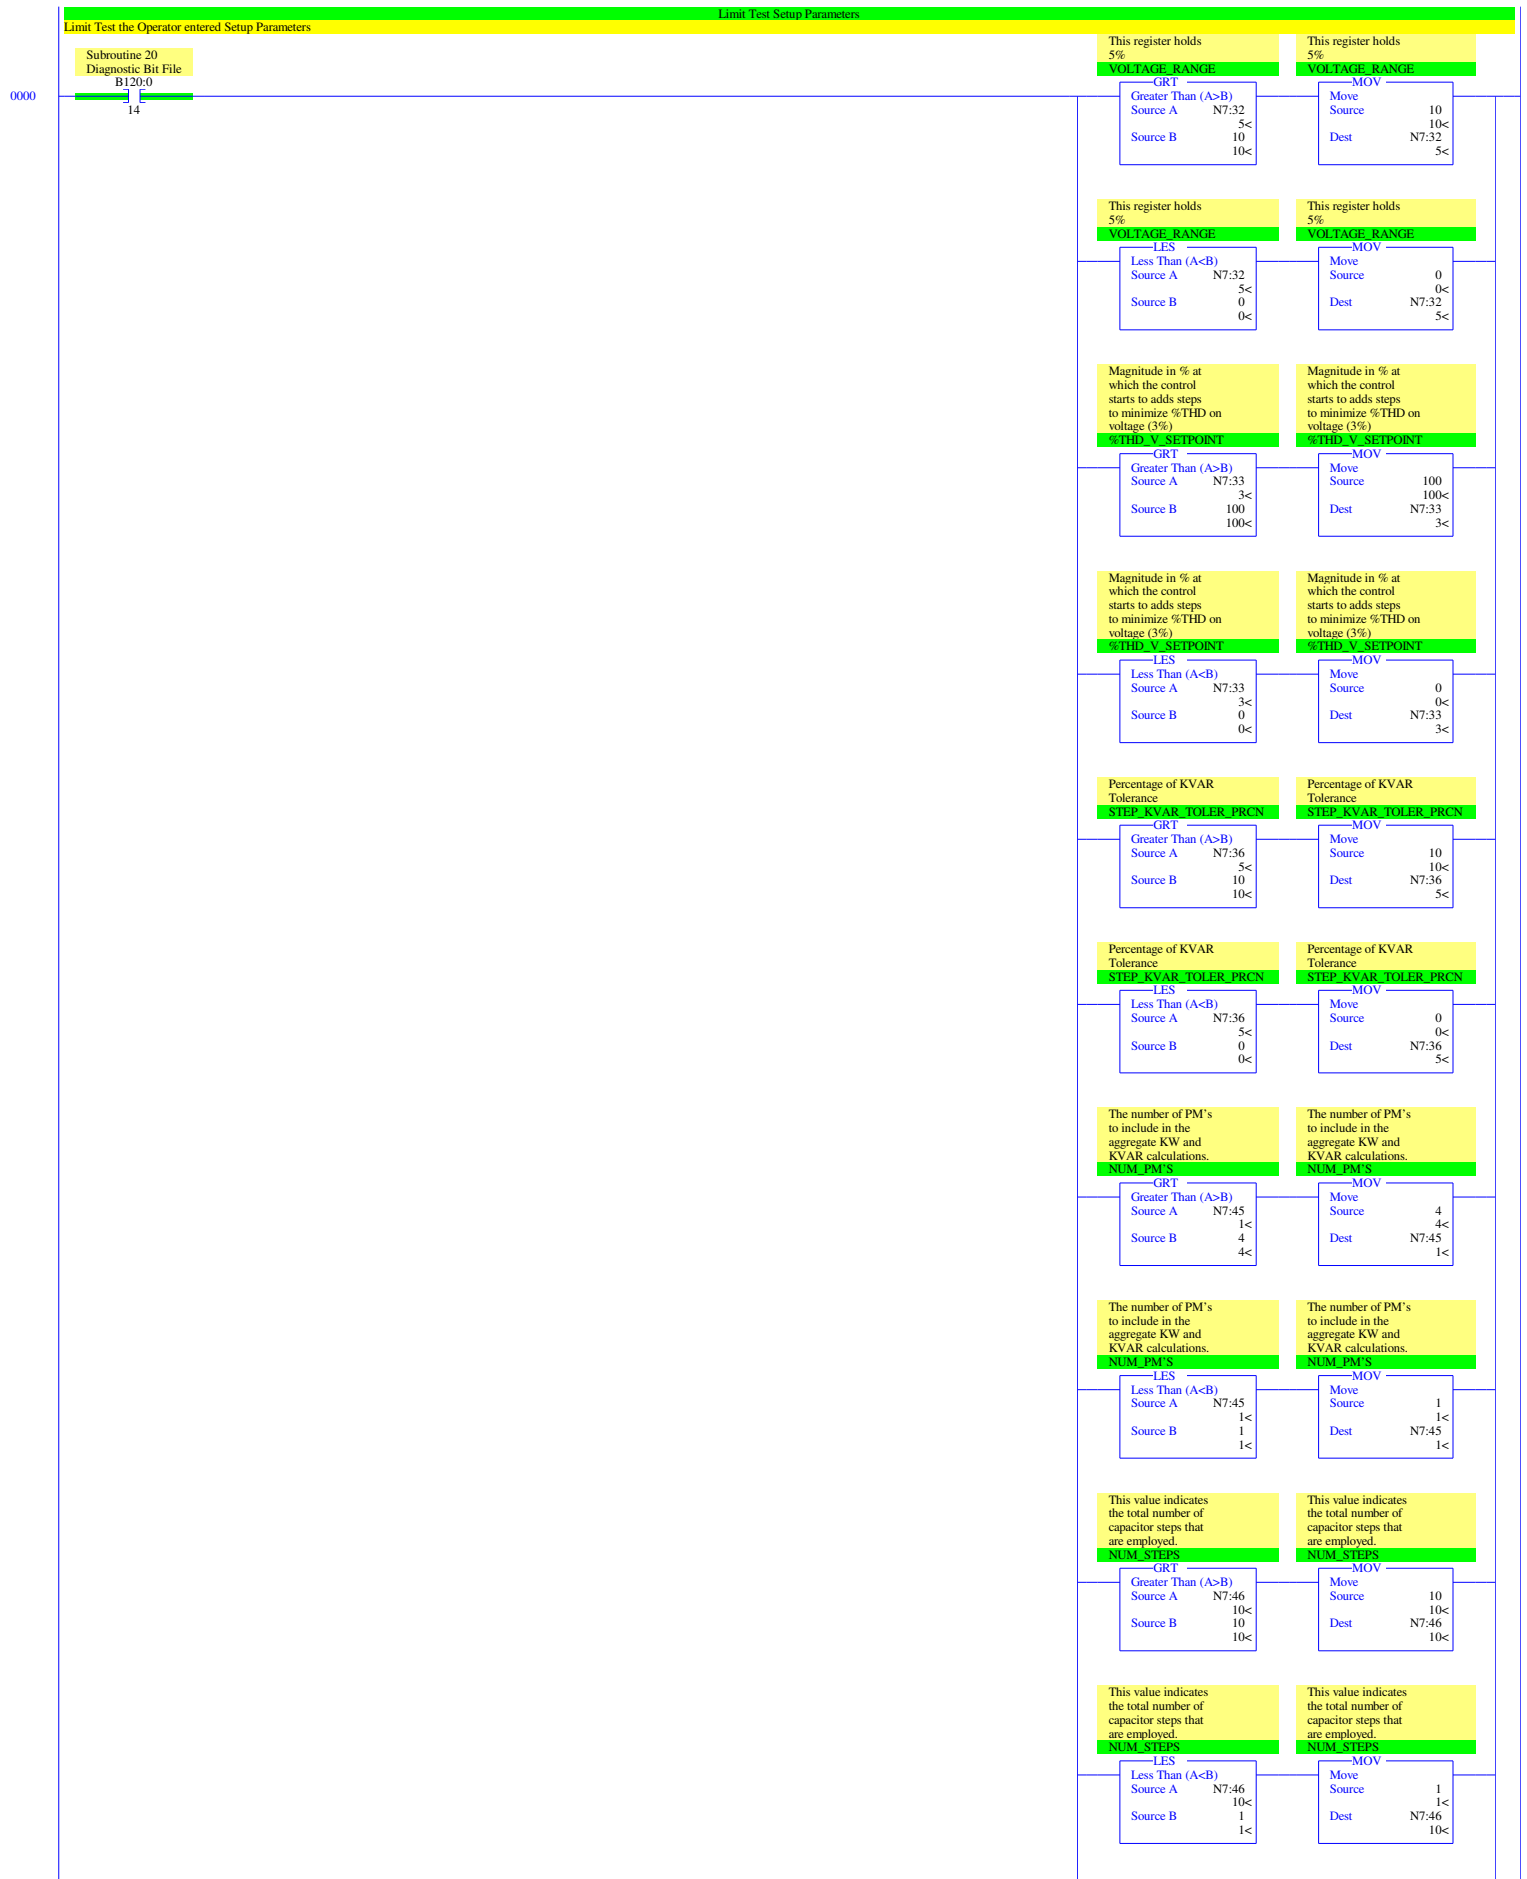 Limit Test Setup Parameters
Limit Test the Operator entered Setup Parameters
Subroutine 20
Diagnostic Bit File
B120:0
14
0000
This register holds
5%
VOLTAGE_RANGE
GRT
Greater Than (A>B)
Source A N7:32
5<
Source B 10
10<
This register holds
5%
VOLTAGE_RANGE
MOV
Move
Source 10
10<
Dest N7:32
5<
This register holds
5%
VOLTAGE_RANGE
LES
Less Than (A<B)
Source A N7:32
5<
Source B 0
0<
This register holds
5%
VOLTAGE_RANGE
MOV
Move
Source 0
0<
Dest N7:32
5<
Magnitude in % at
which the control
starts to adds steps
to minimize %THD on
voltage (3%)
%THD_V_SETPOINT
GRT
Greater Than (A>B)
Source A N7:33
3<
Source B 100
100<
Magnitude in % at
which the control
starts to adds steps
to minimize %THD on
voltage (3%)
%THD_V_SETPOINT
MOV
Move
Source 100
100<
Dest N7:33
3<
Magnitude in % at
which the control
starts to adds steps
to minimize %THD on
voltage (3%)
%THD_V_SETPOINT
LES
Less Than (A<B)
Source A N7:33
3<
Source B 0
0<
Magnitude in % at
which the control
starts to adds steps
to minimize %THD on
voltage (3%)
%THD_V_SETPOINT
MOV
Move
Source 0
0<
Dest N7:33
3<
Percentage of KVAR
Tolerance
STEP_KVAR_TOLER_PRCN
GRT
Greater Than (A>B)
Source A N7:36
5<
Source B 10
10<
Percentage of KVAR
Tolerance
STEP_KVAR_TOLER_PRCN
MOV
Move
Source 10
10<
Dest N7:36
5<
Percentage of KVAR
Tolerance
STEP_KVAR_TOLER_PRCN
LES
Less Than (A<B)
Source A N7:36
5<
Source B 0
0<
Percentage of KVAR
Tolerance
STEP_KVAR_TOLER_PRCN
MOV
Move
Source 0
0<
Dest N7:36
5<
The number of PM's
to include in the
aggregate KW and
KVAR calculations.
NUM_PM'S
GRT
Greater Than (A>B)
Source A N7:45
1<
Source B 4
4<
The number of PM's
to include in the
aggregate KW and
KVAR calculations.
NUM_PM'S
MOV
Move
Source 4
4<
Dest N7:45
1<
The number of PM's
to include in the
aggregate KW and
KVAR calculations.
NUM_PM'S
LES
Less Than (A<B)
Source A N7:45
1<
Source B 1
1<
The number of PM's
to include in the
aggregate KW and
KVAR calculations.
NUM_PM'S
MOV
Move
Source 1
1<
Dest N7:45
1<
This value indicates
the total number of
capacitor steps that
are employed.
NUM_STEPS
GRT
Greater Than (A>B)
Source A N7:46
10<
Source B 10
10<
This value indicates
the total number of
capacitor steps that
are employed.
NUM_STEPS
MOV
Move
Source 10
10<
Dest N7:46
10<
This value indicates
the total number of
capacitor steps that
are employed.
NUM_STEPS
LES
Less Than (A<B)
Source A N7:46
10<
Source B 1
1<
This value indicates
the total number of
capacitor steps that
are employed.
NUM_STEPS
MOV
Move
Source 1
1<
Dest N7:46
10<